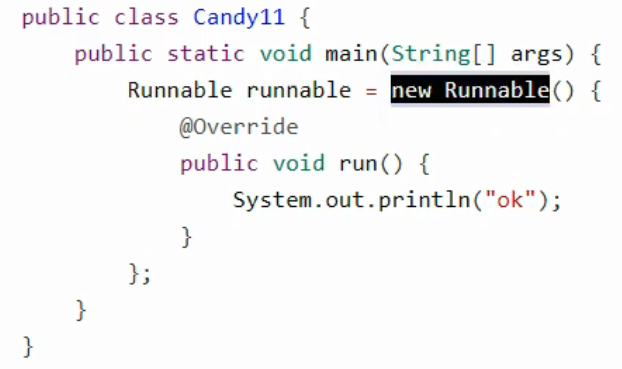 public class Candy11 {
    public static void main(String[] args) {
        Runnable runnable = new Runnable() {
            @Override
            public void run() {
                System.out.println("ok");
            }
        };
    }
}